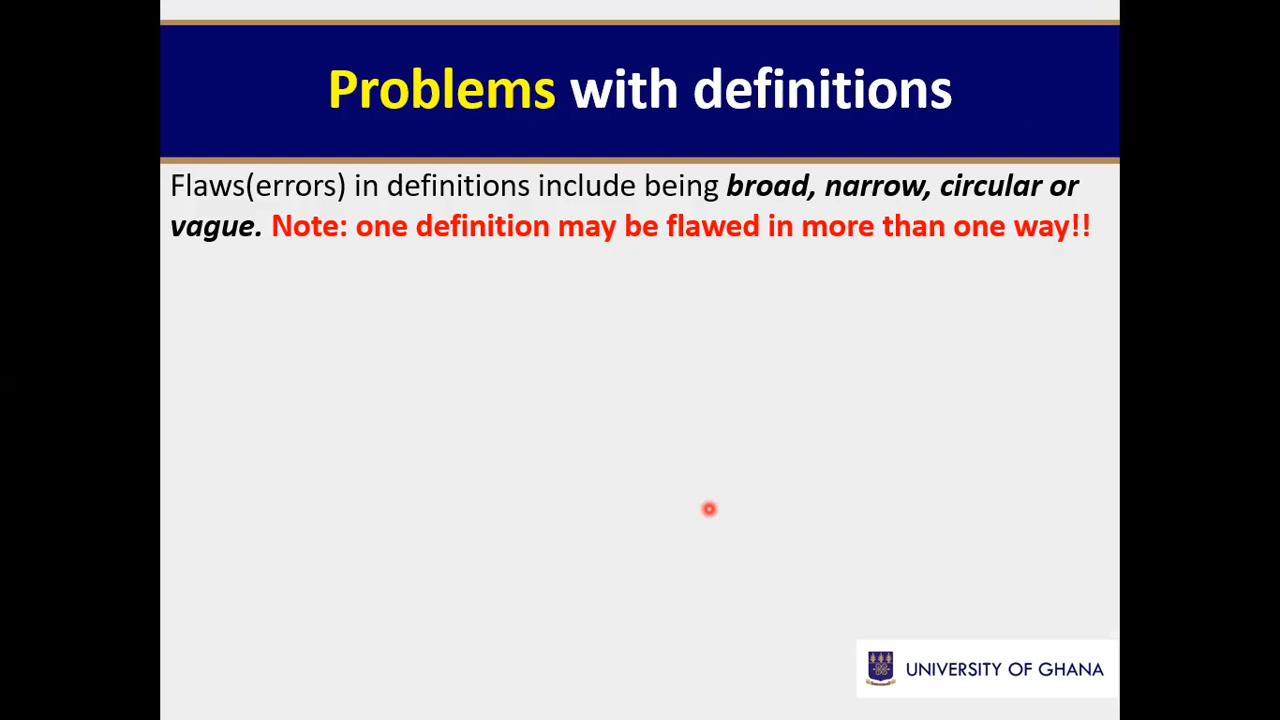 Problems with definitions
Flaws(errors) in definitions include being broad, narrow, circular or
vague. Note: one definition may be flawed in more than one way!!
UNIVERSITY OF GHANA